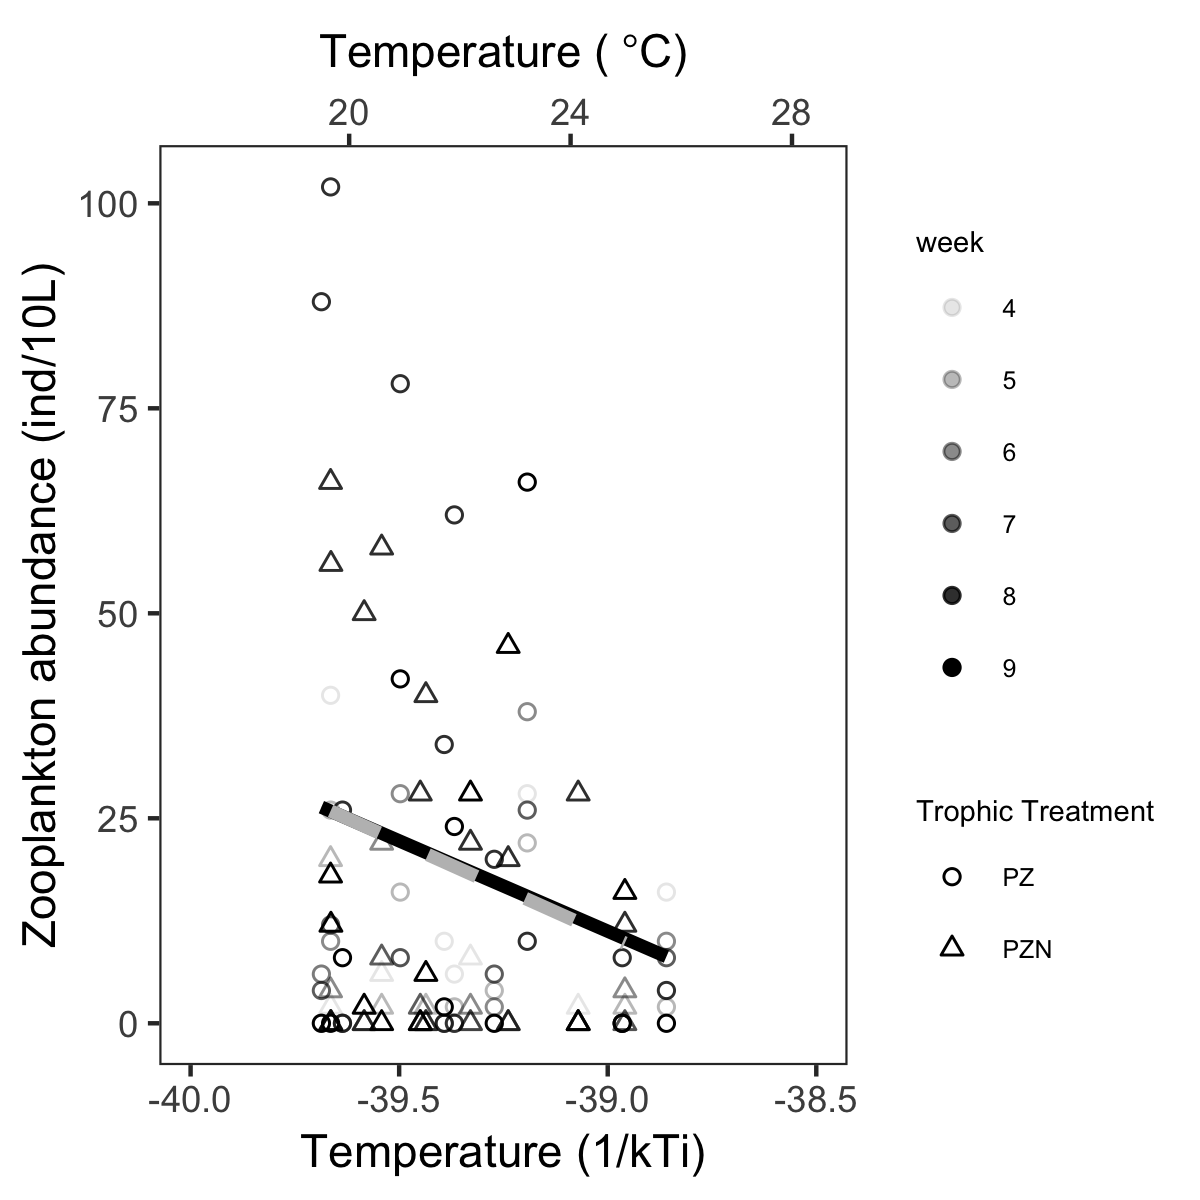 Temperature ( °C)
20 24 28
Zooplankton abundance (ind/10L)
100
75
50
25
0
-40.0 -39.5 -39.0 -38.5
Temperature (1/kTi)
week
4
5
6
7
8
9
Trophic Treatment
PZ
PZN